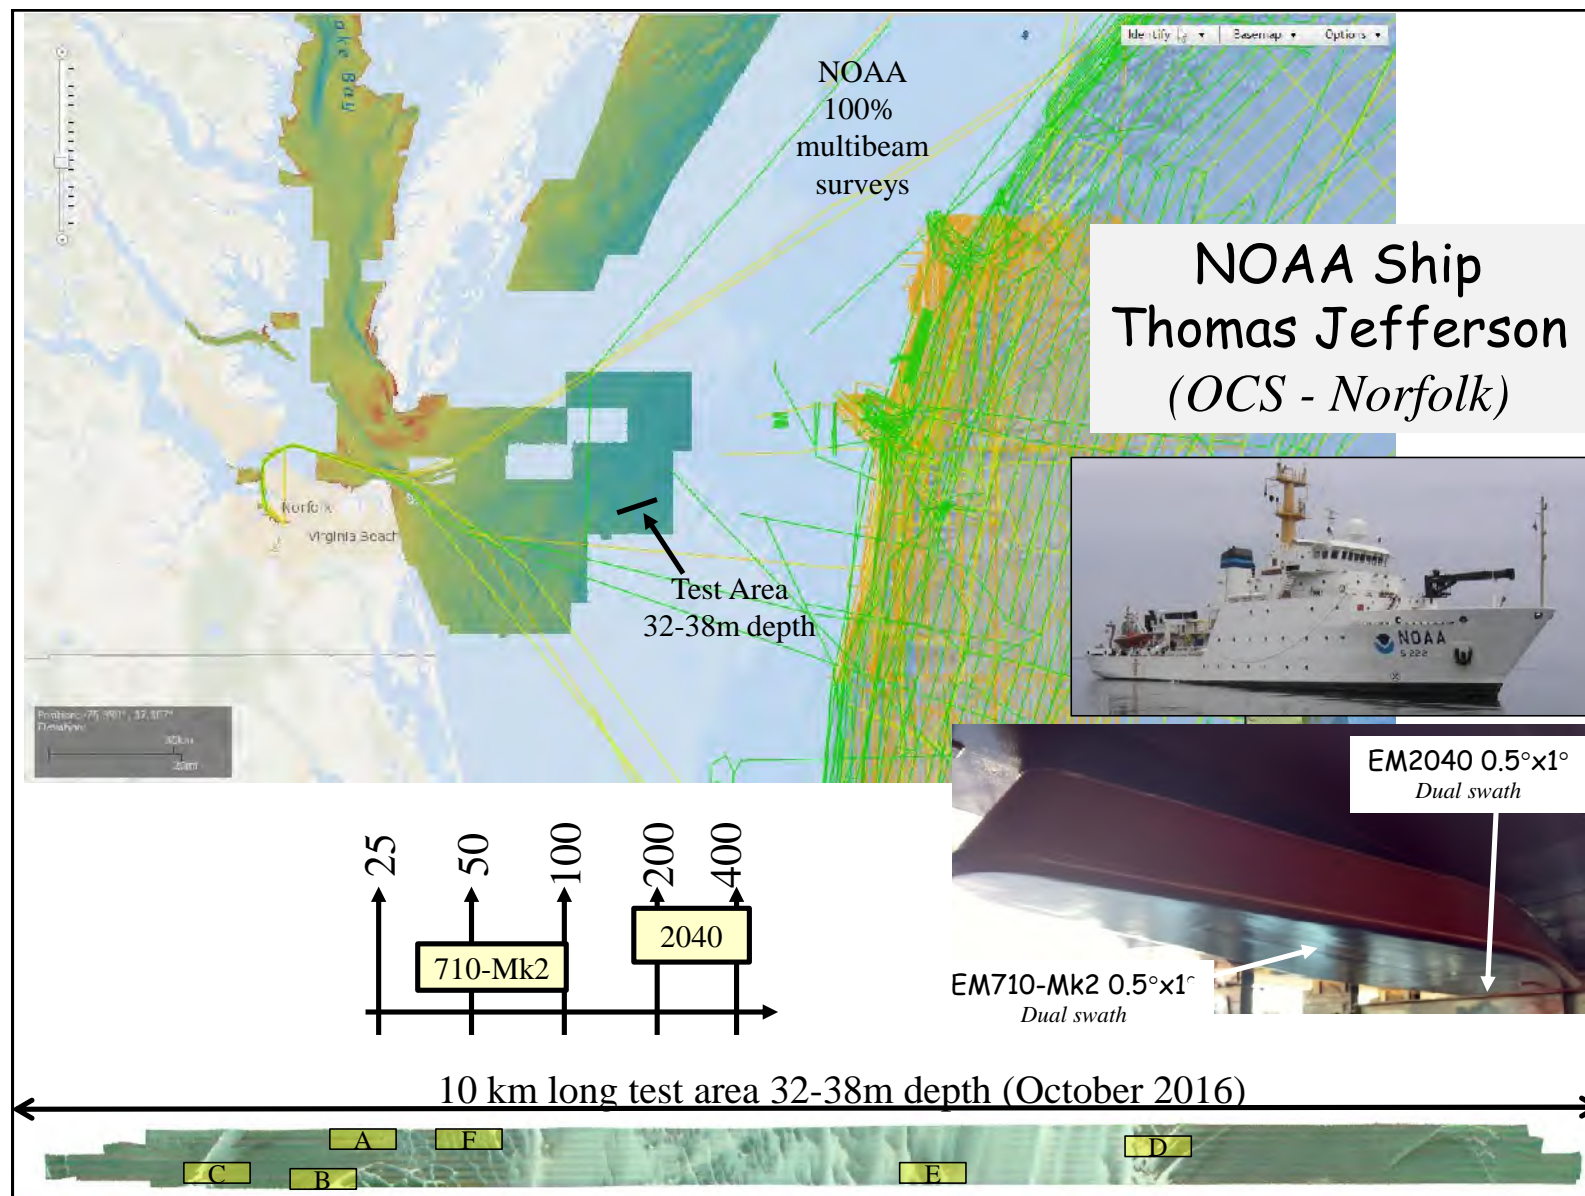 ake Bay
Identify
Basemap
Options
NOAA
100%
multibeam
surveys
NOAA Ship
Thomas Jefferson
(OCS - Norfolk)
Norfolk
Virginia Beach
Test Area
32-38m depth
NOAA
S 222
EM2040 0.5°x1°
Dual swath
25
50
100
200
400
710-Mk2
2040
EM710-Mk2 0.5°x1°
Dual swath
10 km long test area 32-38m depth (October 2016)
A
F
D
C
B
E